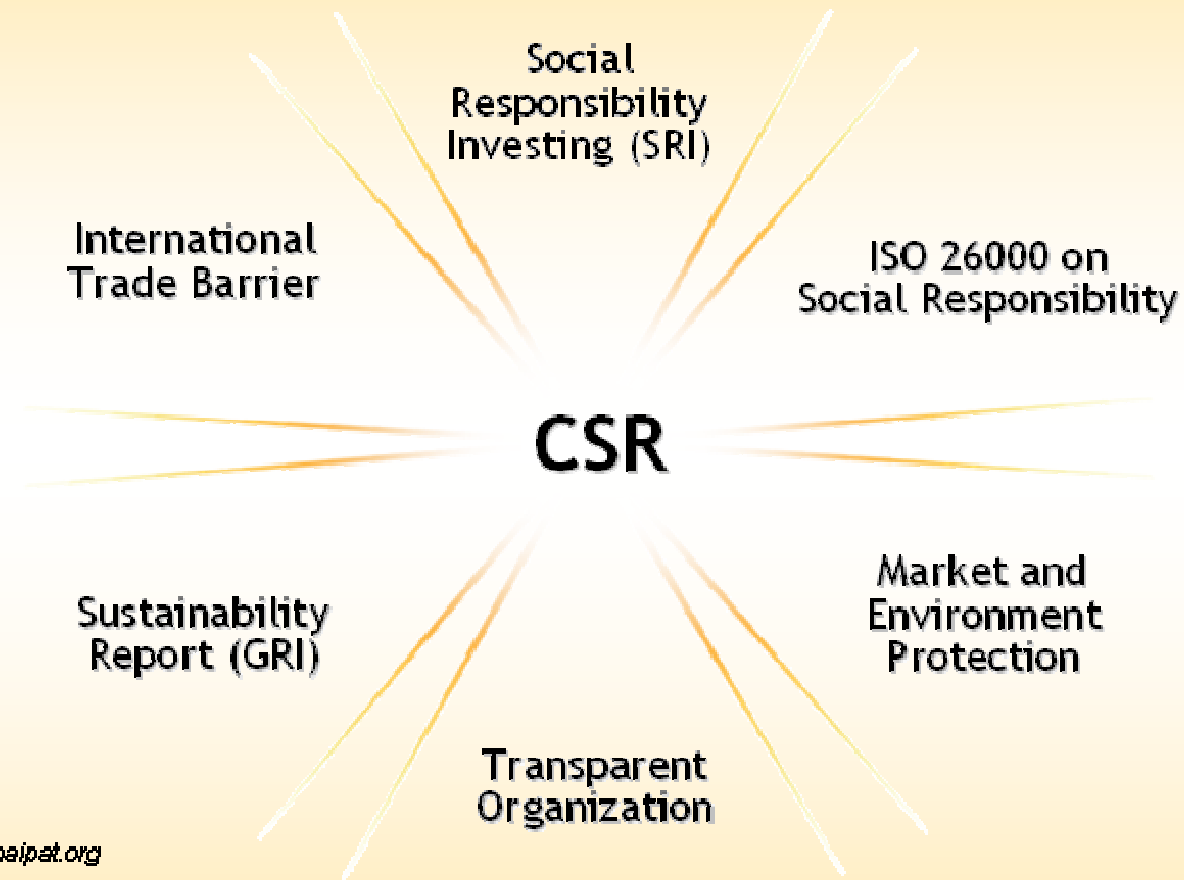 Social
Responsibility
Investing (SRI)
International
Trade Barrier
ISO 26000 on
Social Responsibility
CSR
Sustainability
Report (GRI)
Market and
Environment
Protection
Transparent
Organization